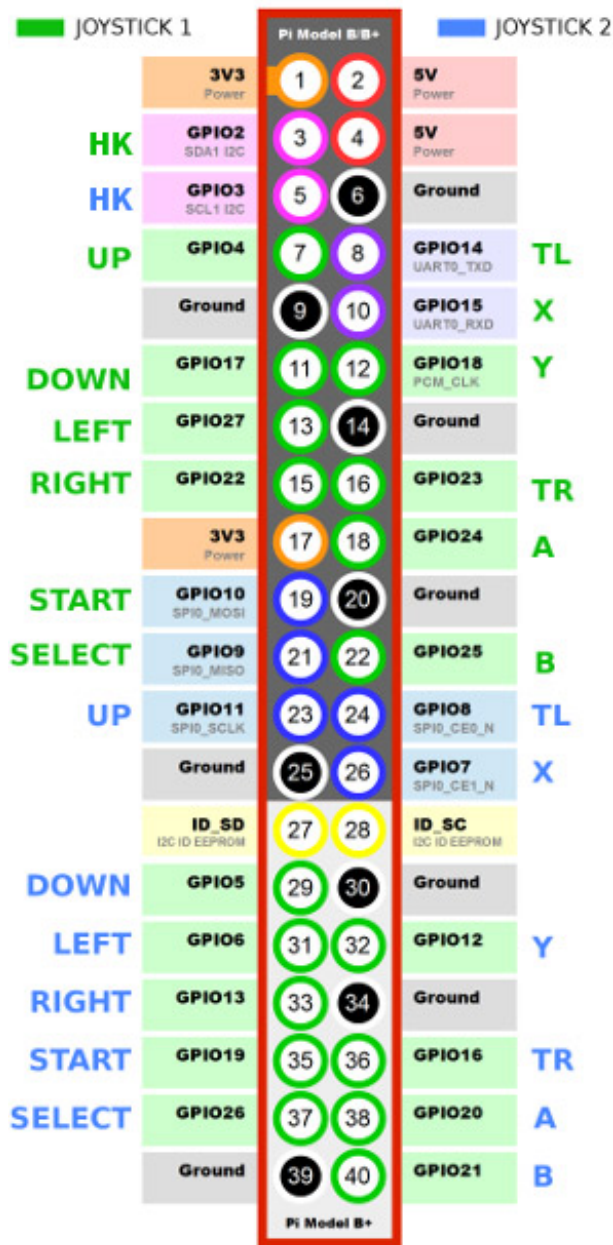 JOYSTICK 1 JOYSTICK 2
Pi Model B/B+
3V3 1 2 5V
Power Power
HK GPIO2 3 4 5V
SDA1 I2C Power
HK GPIO3 5 6 Ground
SCL1 I2C
UP GPIO4 7 8 GPIO14 TL
UART0_TXD
Ground 9 10 GPIO15 X
UART0_RXD
DOWN GPIO17 11 12 GPIO18 Y
PCM_CLK
LEFT GPIO27 13 14 Ground
RIGHT GPIO22 15 16 GPIO23 TR
3V3 17 18 GPIO24 A
Power
START GPIO10 19 20 Ground
SPI0_MOSI
SELECT GPIO9 21 22 GPIO25 B
SPI0_MISO
UP GPIO11 23 24 GPIO8 TL
SPI0_SCLK SPI0_CE0_N
Ground 25 26 GPIO7 X
SPI0_CE1_N
ID_SD 27 28 ID_SC
I2C ID EEPROM I2C ID EEPROM
DOWN GPIO5 29 30 Ground
LEFT GPIO6 31 32 GPIO12 Y
RIGHT GPIO13 33 34 Ground
START GPIO19 35 36 GPIO16 TR
SELECT GPIO26 37 38 GPIO20 A
Ground 39 40 GPIO21 B
Pi Model B+